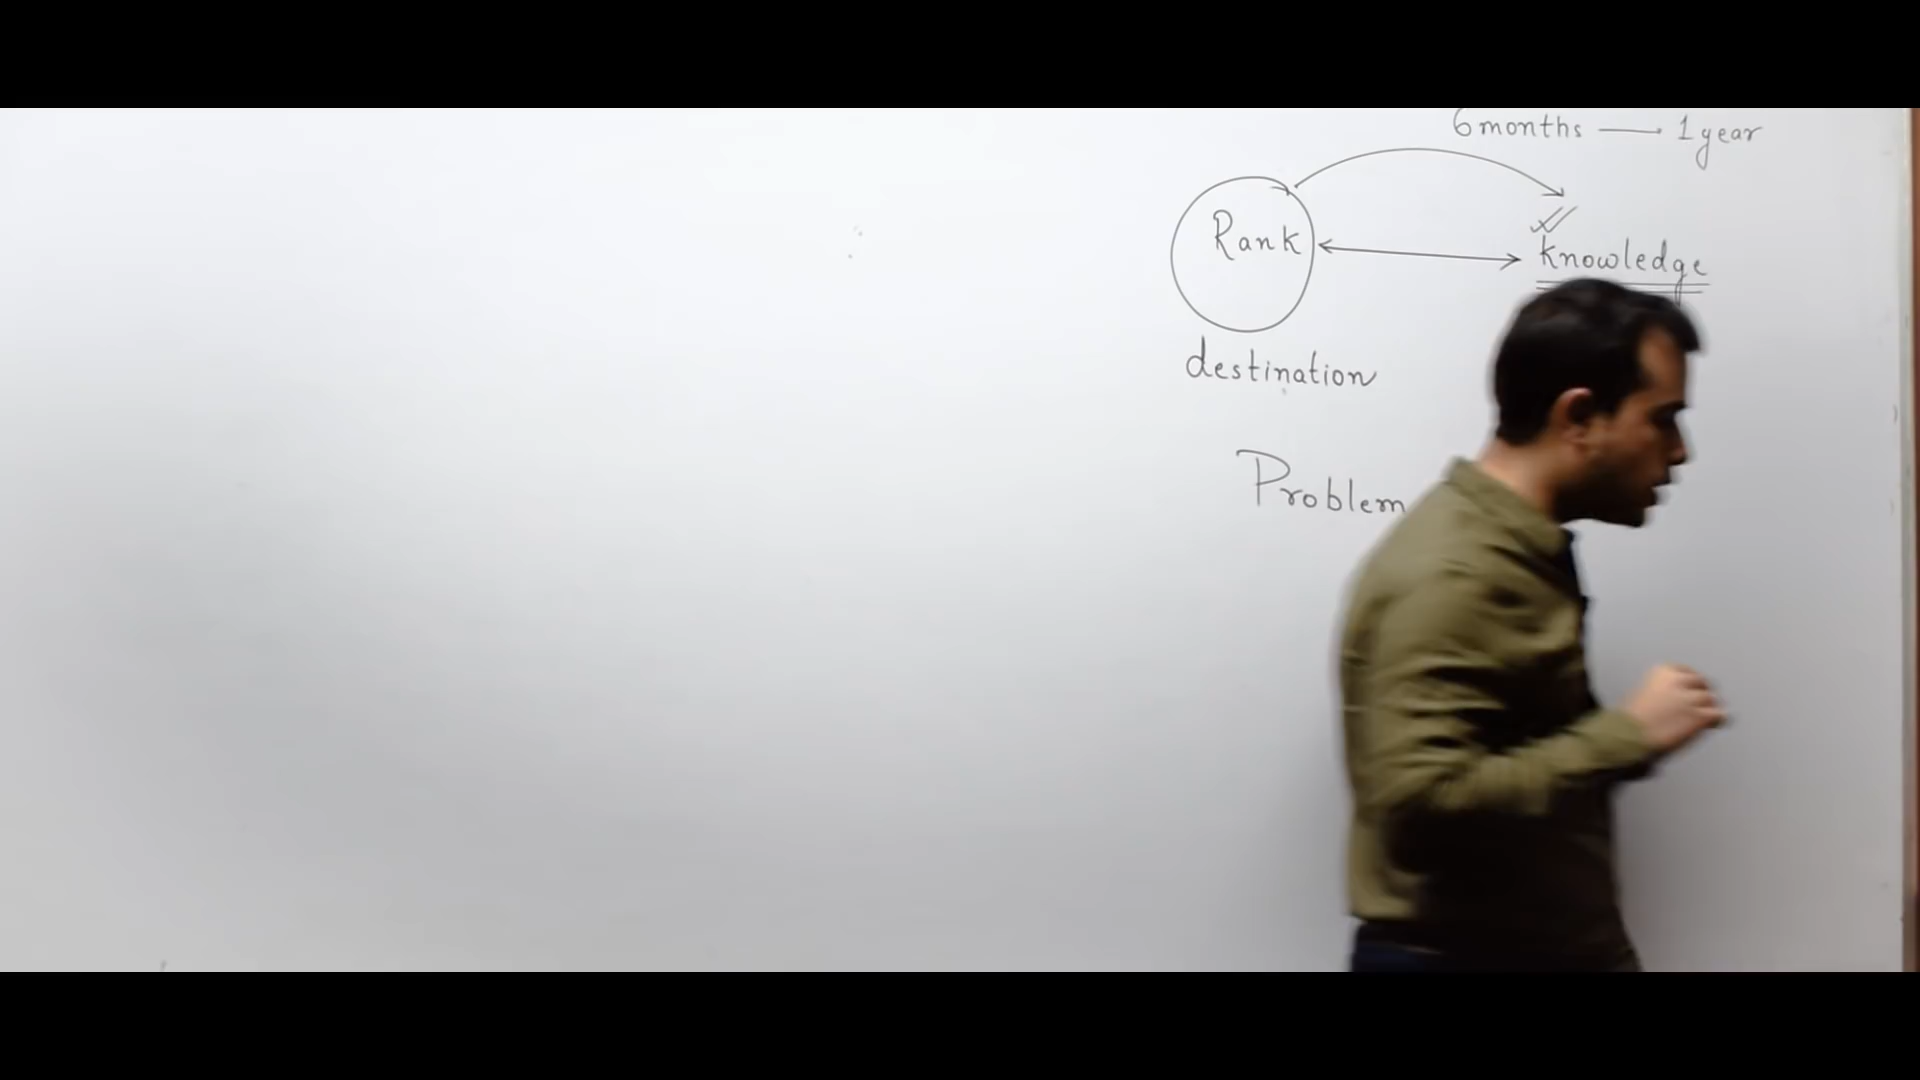 6 months — 1 year
Rank
knowledge
destination
Problem